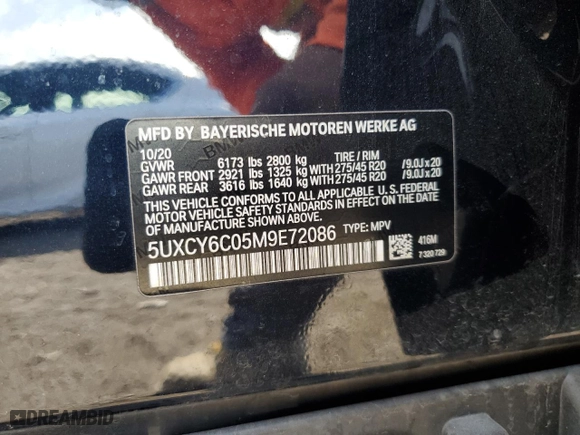 MFD BY BAYERISCHE MOTOREN WERKE AG
10/20
GVWR 6173 lbs 2800 kg TIRE / RIM
GAWR FRONT 2921 lbs 1325 kg WITH 275/45 R20 /9.0J x 20
GAWR REAR 3616 lbs 1640 kg WITH 275/45 R20 /9.0J x 20
THIS VEHICLE CONFORMS TO ALL APPLICABLE U.S. FEDERAL
MOTOR VEHICLE SAFETY STANDARDS IN EFFECT ON THE
DATE OF MANUFACTURE SHOWN ABOVE.
5UXCY6C05M9E72086 TYPE: MPV
416M
7 320 729
DREAMBID